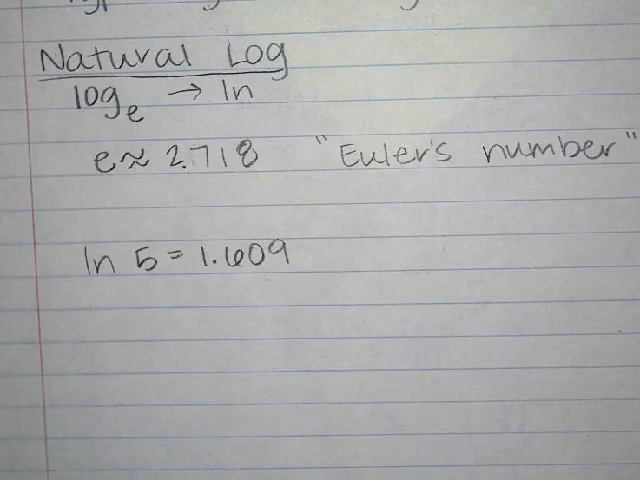 Natural Log
logₑ → ln
e ≈ 2.718 "Euler's number"
ln 5 = 1.609